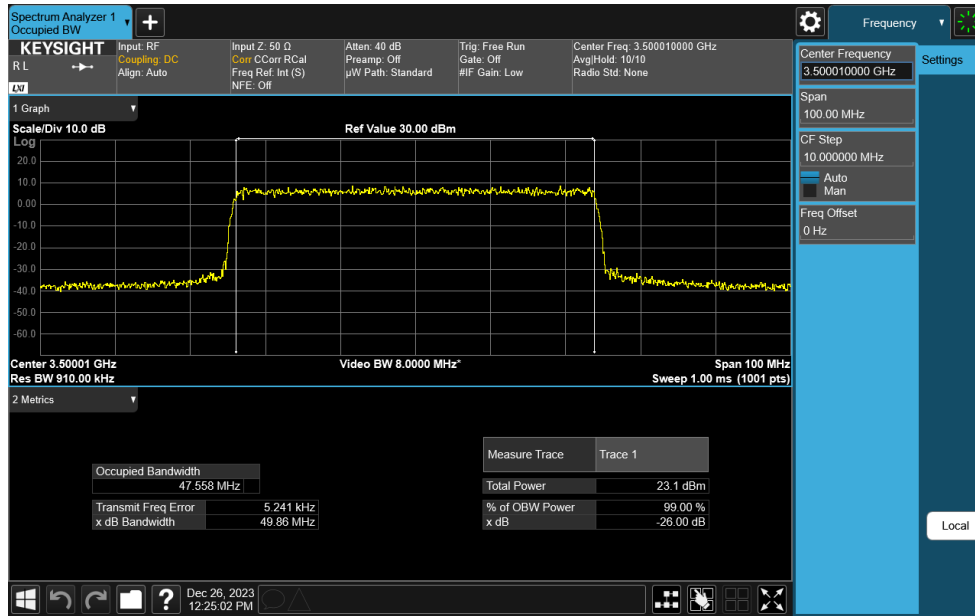 Spectrum Analyzer 1
Occupied BW
Frequency
KEYSIGHT
R L
LXI
Input: RF
Coupling: DC
Align: Auto
Input Z: 50 Ω
Corr CCorr RCal
Freq Ref: Int (S)
NFE: Off
Atten: 40 dB
Preamp: Off
µW Path: Standard
Trig: Free Run
Gate: Off
#IF Gain: Low
Center Freq: 3.500010000 GHz
Avg|Hold: 10/10
Radio Std: None
Center Frequency
3.500010000 GHz
Settings
Span
100.00 MHz
CF Step
10.000000 MHz
Auto
Man
Freq Offset
0 Hz
Local
1 Graph
Scale/Div 10.0 dB
Ref Value 30.00 dBm
Log
20.0
10.0
0.00
-10.0
-20.0
-30.0
-40.0
-50.0
-60.0
Center 3.50001 GHz
Video BW 8.0000 MHz*
Span 100 MHz
Res BW 910.00 kHz
Sweep 1.00 ms (1001 pts)
2 Metrics
Occupied Bandwidth
47.558 MHz
Transmit Freq Error 5.241 kHz
x dB Bandwidth 49.86 MHz
Measure Trace Trace 1
Total Power 23.1 dBm
% of OBW Power 99.00 %
x dB -26.00 dB
?
Dec 26, 2023
12:25:02 PM